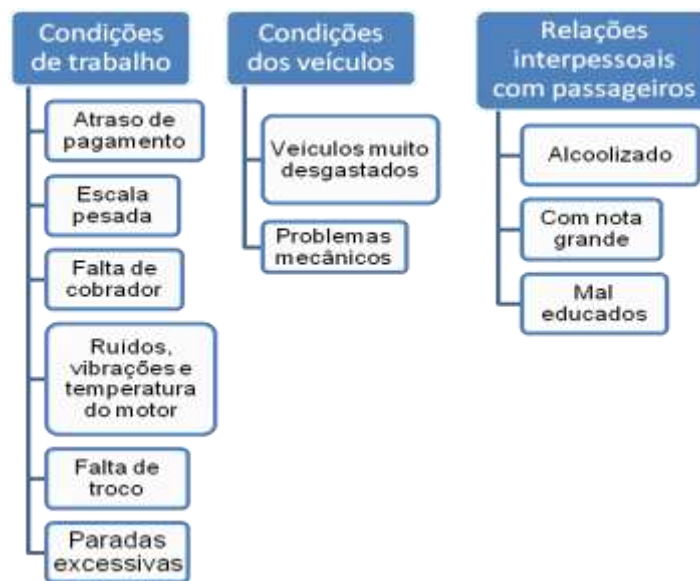 Condições
de trabalho
Atraso de
pagamento
Escala
pesada
Falta de
cobrador
Ruídos,
vibrações e
temperatura
do motor
Falta de
troco
Paradas
excessivas
Condições
dos veículos
Veículos muito
desgastados
Problemas
mecânicos
Relações
interpessoais
com passageiros
Alcoolizado
Com nota
grande
Mal
educados